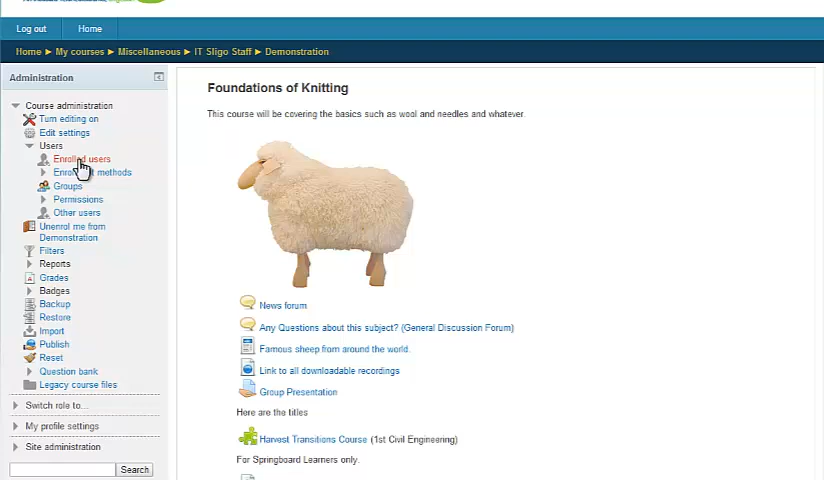 Log out Home
Home ► My courses ► Miscellaneous ► IT Sligo Staff ► Demonstration
Administration
Course administration
Turn editing on
Edit settings
Users
Enrolled users
methods
Groups
Permissions
Other users
Unenrol me from
Demonstration
Filters
Reports
Grades
Badges
Backup
Restore
Import
Publish
Reset
Question bank
Legacy course files
Switch role to...
My profile settings
Site administration
Search
Foundations of Knitting
This course will be covering the basics such as wool and needles and whatever.
News forum
Any Questions about this subject? (General Discussion Forum)
Famous sheep from around the world.
Link to all downloadable recordings
Group Presentation
Here are the titles
Harvest Transitions Course (1st Civil Engineering)
For Springboard Learners only.